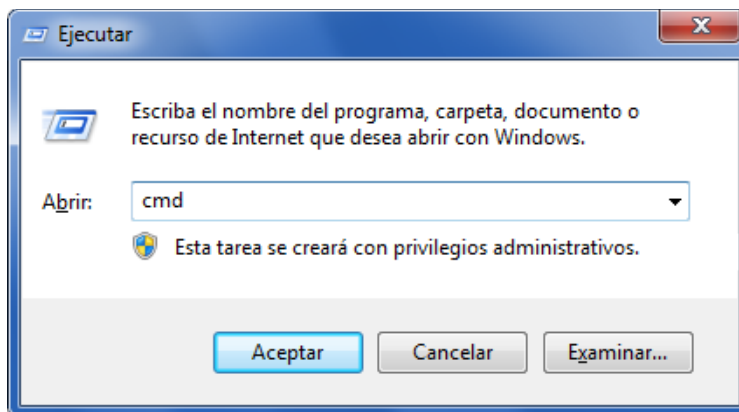 Ejecutar
Escriba el nombre del programa, carpeta, documento o
recurso de Internet que desea abrir con Windows.
Abrir: cmd
Esta tarea se creará con privilegios administrativos.
Aceptar Cancelar Examinar...